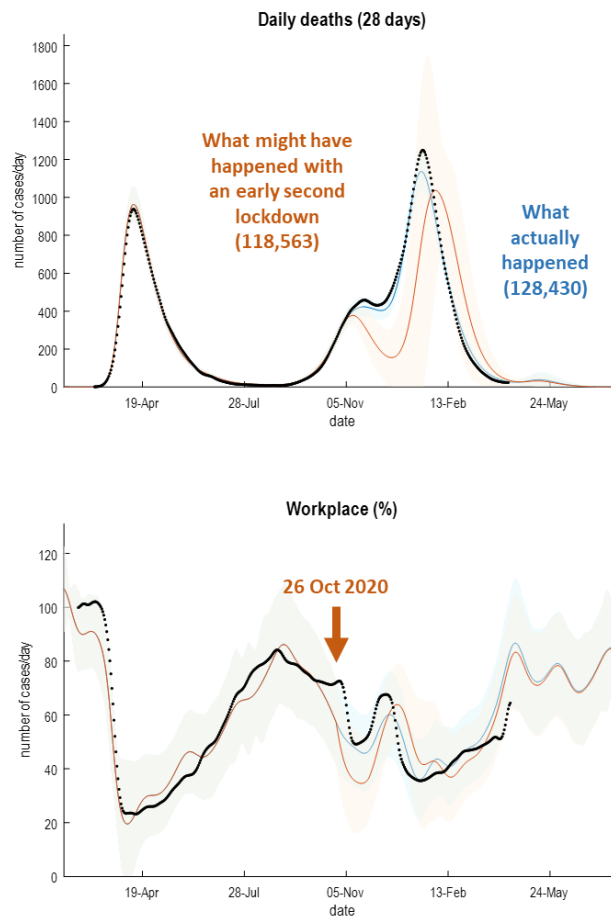 Daily deaths (28 days)
1800
1600
1400
1200
1000
800
600
400
200
0
number of cases/day
What might have
happened with
an early second
lockdown
(118,563)
What
actually
happened
(128,430)
19-Apr
28-Jul
05-Nov
13-Feb
24-May
date
Workplace (%)
120
100
80
60
40
20
0
number of cases/day
26 Oct 2020
19-Apr
28-Jul
05-Nov
13-Feb
24-May
date